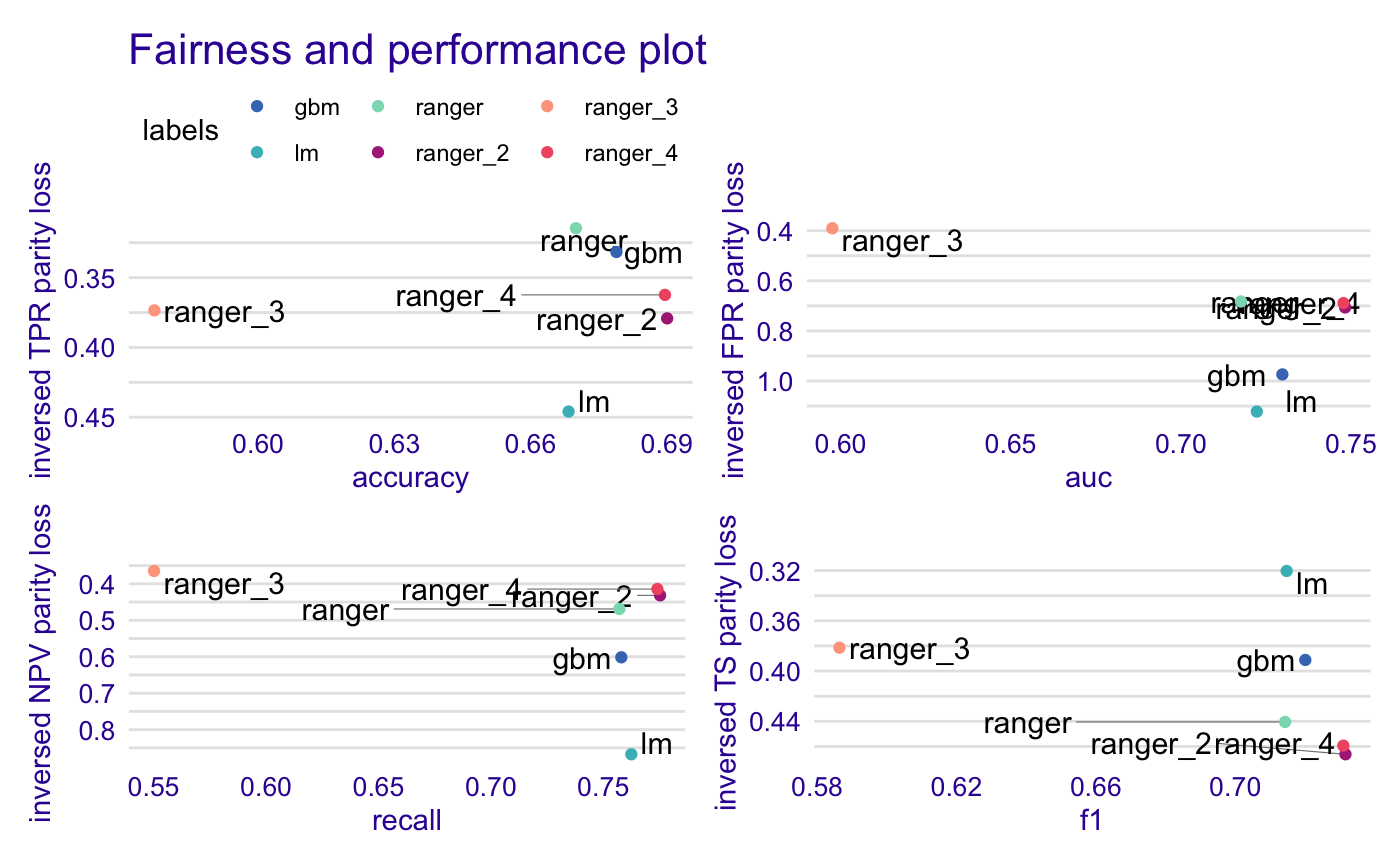 Fairness and performance plot
labels
gbm ranger ranger_3
lm ranger_2 ranger_4
inversed TPR parity loss
0.35
0.40
0.45
ranger
gbm
ranger_4
ranger_3
ranger_2
lm
0.60 0.63 0.66 0.69
accuracy
inversed FPR parity loss
0.4
0.6
0.8
1.0
ranger_3
ranger
ranger_4
ranger_2
gbm
lm
0.60 0.65 0.70 0.75
auc
inversed NPV parity loss
0.4
0.5
0.6
0.7
0.8
ranger_3
ranger_4
ranger_2
ranger
gbm
lm
0.55 0.60 0.65 0.70 0.75
recall
inversed TS parity loss
0.32
0.36
0.40
0.44
lm
ranger_3
gbm
ranger
ranger_2 ranger_4
0.58 0.62 0.66 0.70
f1